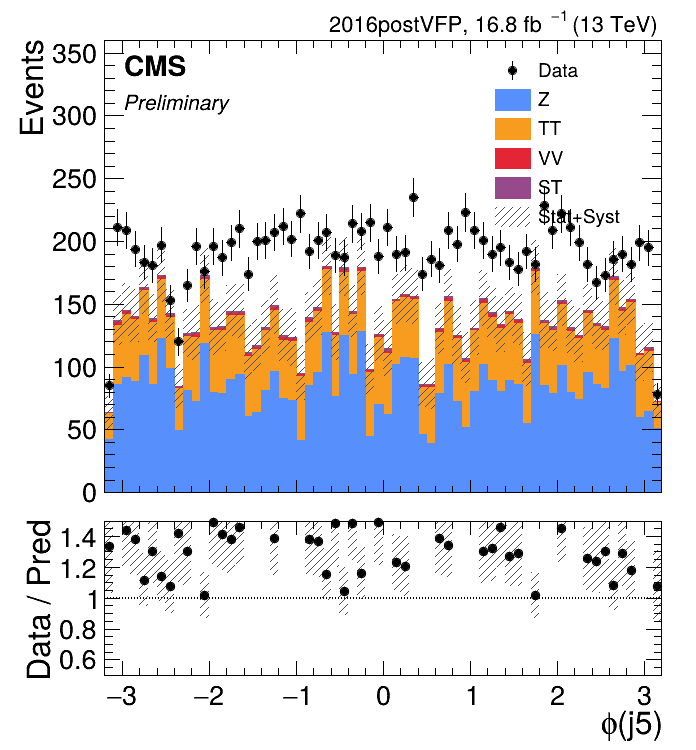 2016postVFP, 16.8 fb⁻¹ (13 TeV)
Events
CMS
Preliminary
Data
Z
TT
VV
ST
Stat+Syst
350
300
250
200
150
100
50
0
Data / Pred
1.4
1.2
1
0.8
0.6
−3 −2 −1 0 1 2 3
ϕ(j5)